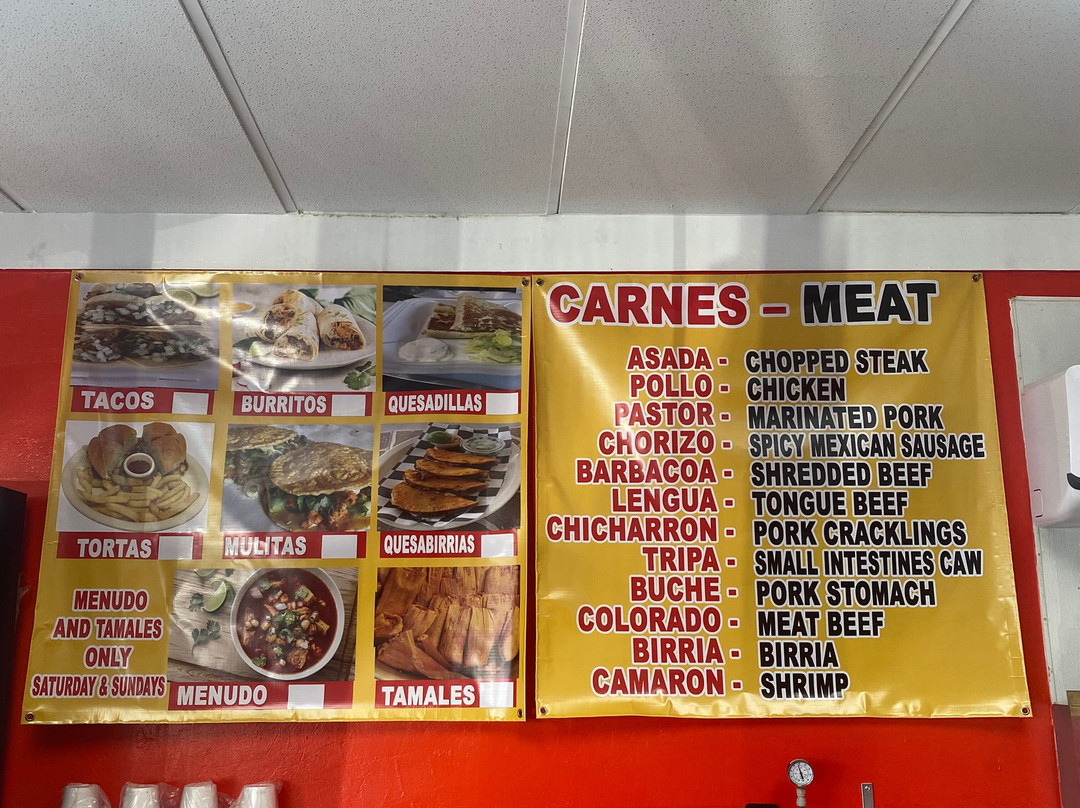 TACOS
BURRITOS
QUESADILLAS
TORTAS
MULITAS
QUESABIRRIAS
MENUDO
AND TAMALES
ONLY
SATURDAY & SUNDAYS
MENUDO
TAMALES
CARNES - MEAT
ASADA - CHOPPED STEAK
POLLO - CHICKEN
PASTOR - MARINATED PORK
CHORIZO - SPICY MEXICAN SAUSAGE
BARBACOA - SHREDDED BEEF
LENGUA - TONGUE BEEF
CHICHARRON - PORK CRACKLINGS
TRIPA - SMALL INTESTINES CAW
BUCHE - PORK STOMACH
COLORADO - MEAT BEEF
BIRRIA - BIRRIA
CAMARON - SHRIMP